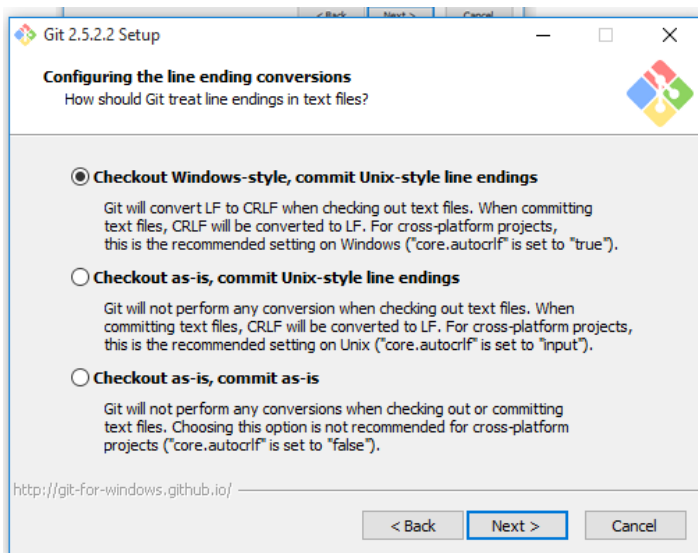 < Back Next > Cancel
Git 2.5.2.2 Setup
Configuring the line ending conversions
How should Git treat line endings in text files?
Checkout Windows-style, commit Unix-style line endings
Git will convert LF to CRLF when checking out text files. When committing
text files, CRLF will be converted to LF. For cross-platform projects,
this is the recommended setting on Windows ("core.autocrlf" is set to "true").
Checkout as-is, commit Unix-style line endings
Git will not perform any conversion when checking out text files. When
committing text files, CRLF will be converted to LF. For cross-platform projects,
this is the recommended setting on Unix ("core.autocrlf" is set to "input").
Checkout as-is, commit as-is
Git will not perform any conversions when checking out or committing
text files. Choosing this option is not recommended for cross-platform
projects ("core.autocrlf" is set to "false").
http://git-for-windows.github.io/
< Back Next > Cancel